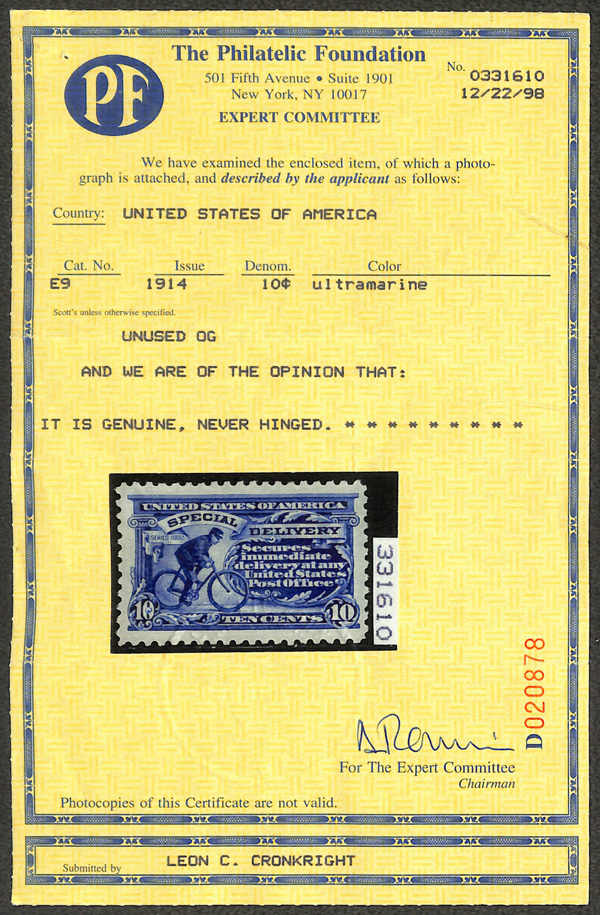 PF
The Philatelic Foundation
501 Fifth Avenue • Suite 1901
New York, NY 10017
EXPERT COMMITTEE
No. 0331610
12/22/98
We have examined the enclosed item, of which a photo-
graph is attached, and described by the applicant as follows:
Country: UNITED STATES OF AMERICA
Cat. No. Issue Denom. Color
E9 1914 10¢ ultramarine
Scott's unless otherwise specified.
UNUSED OG
AND WE ARE OF THE OPINION THAT:
IT IS GENUINE, NEVER HINGED. * * * * * * * * *
UNITED STATES OF AMERICA
SPECIAL
DELIVERY
SERIES 1902
Secures
immediate
delivery at any
United States
Post Office
10 TEN CENTS 10
331610
D020878
For The Expert Committee
Chairman
Photocopies of this Certificate are not valid.
Submitted by LEON C. CRONKRIGHT